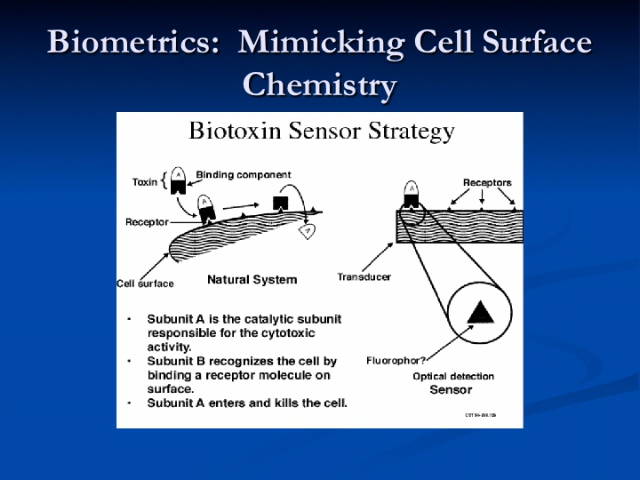 Biometrics: Mimicking Cell Surface
Chemistry
Biotoxin Sensor Strategy
Toxin {
A
Binding component
A
Receptor
A
Cell surface
Natural System
A
Receptors
Transducer
Fluorophor?
Optical detection
Sensor
• Subunit A is the catalytic subunit
responsible for the cytotoxic
activity.
• Subunit B recognizes the cell by
binding a receptor molecule on
surface.
• Subunit A enters and kills the cell.